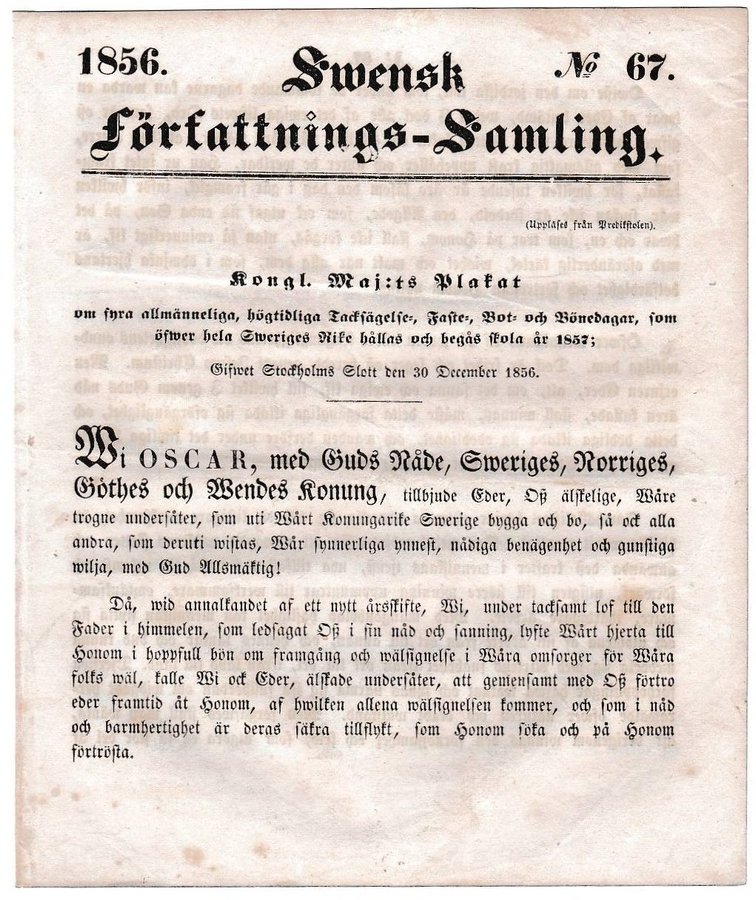 1856. Swensk № 67.
Författnings-Samling.
(Uppläses från Predikstolen).
Kongl. Maj:ts Plakat
om fyra allmänneliga, högtidliga Tacksägelse-, Faste-, Bot- och Bönedagar, som
öfwer hela Sweriges Rike hållas och begås skola år 1857;
Gifwet Stockholms Slott den 30 December 1856.
Wi OSCAR, med Guds Nåde, Sweriges, Norriges,
Göthes och Wendes Konung, tillbjude Eder, Oß älskelige, Wåre
trogne undersåter, som uti Wårt Konungarike Swerige bygga och bo, så ock alla
andra, som deruti wistas, Wår synnerliga ynnest, nådiga benägenhet och gunstiga
wilja, med Gud Allsmäktig!
Då, wid annalkandet af ett nytt årsskifte, Wi, under tacksamt lof till den
Fader i himmelen, som ledsagat Oß i sin nåd och sanning, lyfte Wårt hjerta till
Honom i hoppfull bön om framgång och wälsignelse i Wåra omsorger för Wåra
folks wäl, kalle Wi ock Eder, älskade undersåter, att gemensamt med Oß förtro
eder framtid åt Honom, af hwilken allena wälsignelsen kommer, och som i nåd
och barmhertighet är deras säkra tillflykt, som Honom söka och på Honom
förtrösta.